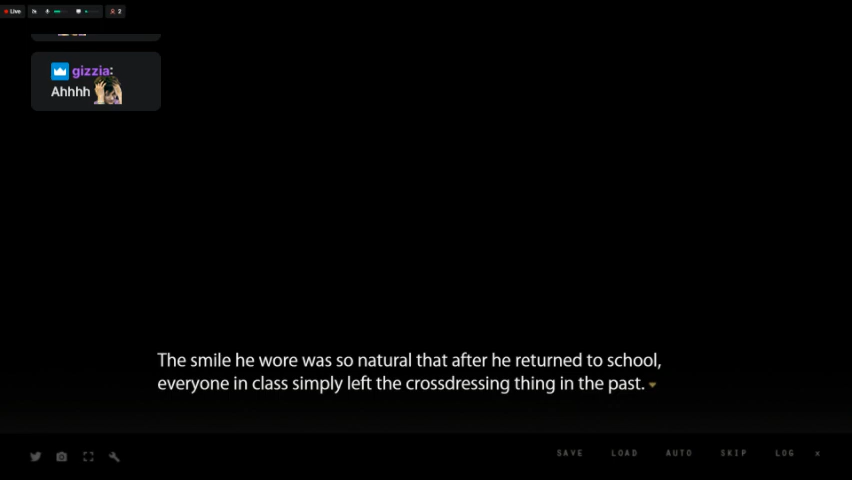 Live
1x
2
gizzia:
Ahhhh
The smile he wore was so natural that after he returned to school,
everyone in class simply left the crossdressing thing in the past.
SAVE LOAD AUTO SKIP LOG x